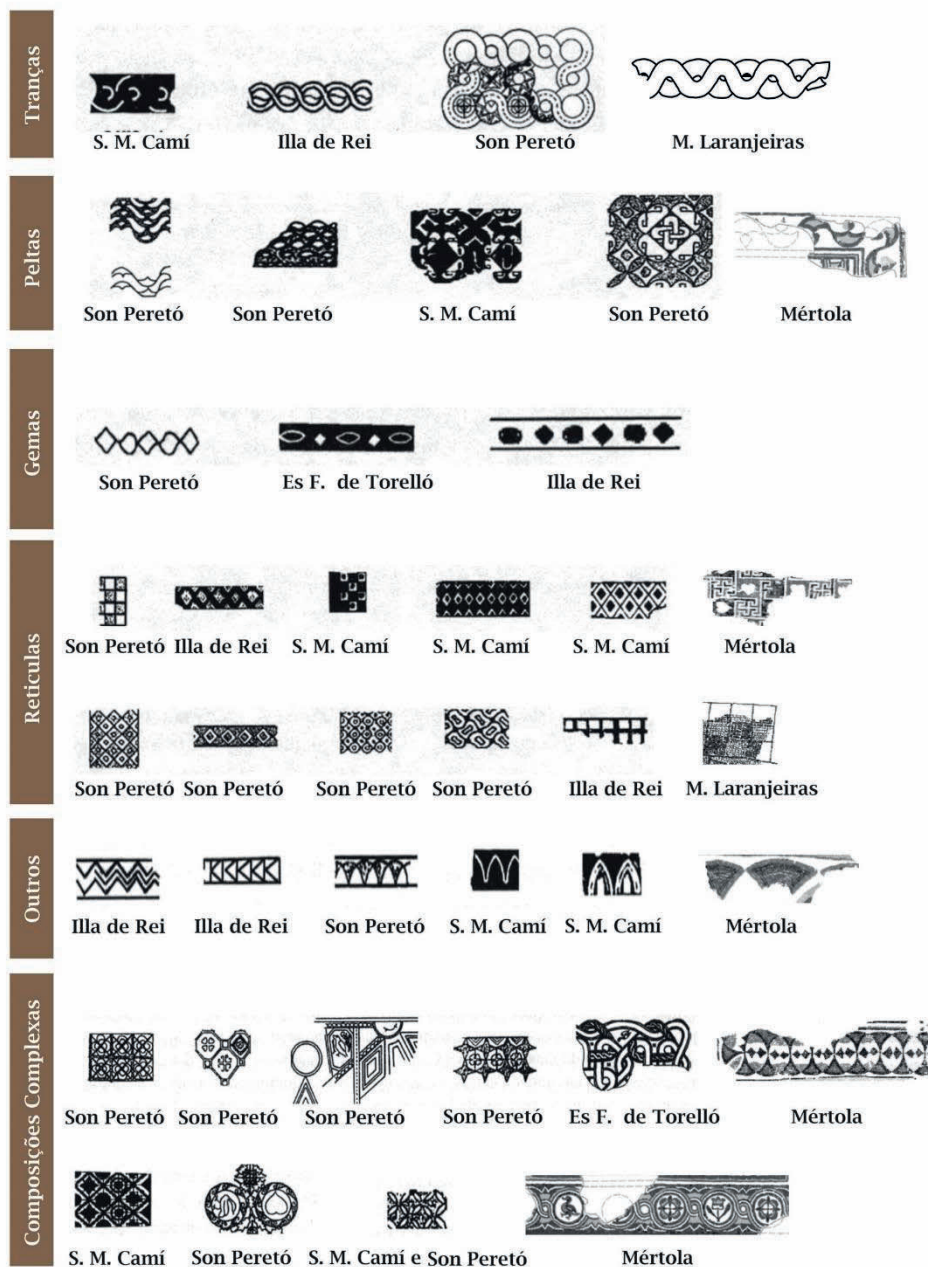 Tranças
S. M. Camí Illa de Rei Son Peretó M. Laranjeiras
Peltas
Son Peretó Son Peretó S. M. Camí Son Peretó Mértola
Gemas
Son Peretó Es F. de Torelló Illa de Rei
Reticulas
Son Peretó Illa de Rei S. M. Camí S. M. Camí S. M. Camí Mértola
Son Peretó Son Peretó Son Peretó Son Peretó Illa de Rei M. Laranjeiras
Outros
Illa de Rei Illa de Rei Son Peretó S. M. Camí S. M. Camí Mértola
Composições Complexas
Son Peretó Son Peretó Son Peretó Son Peretó Es F. de Torelló Mértola
S. M. Camí Son Peretó S. M. Camí e Son Peretó Mértola